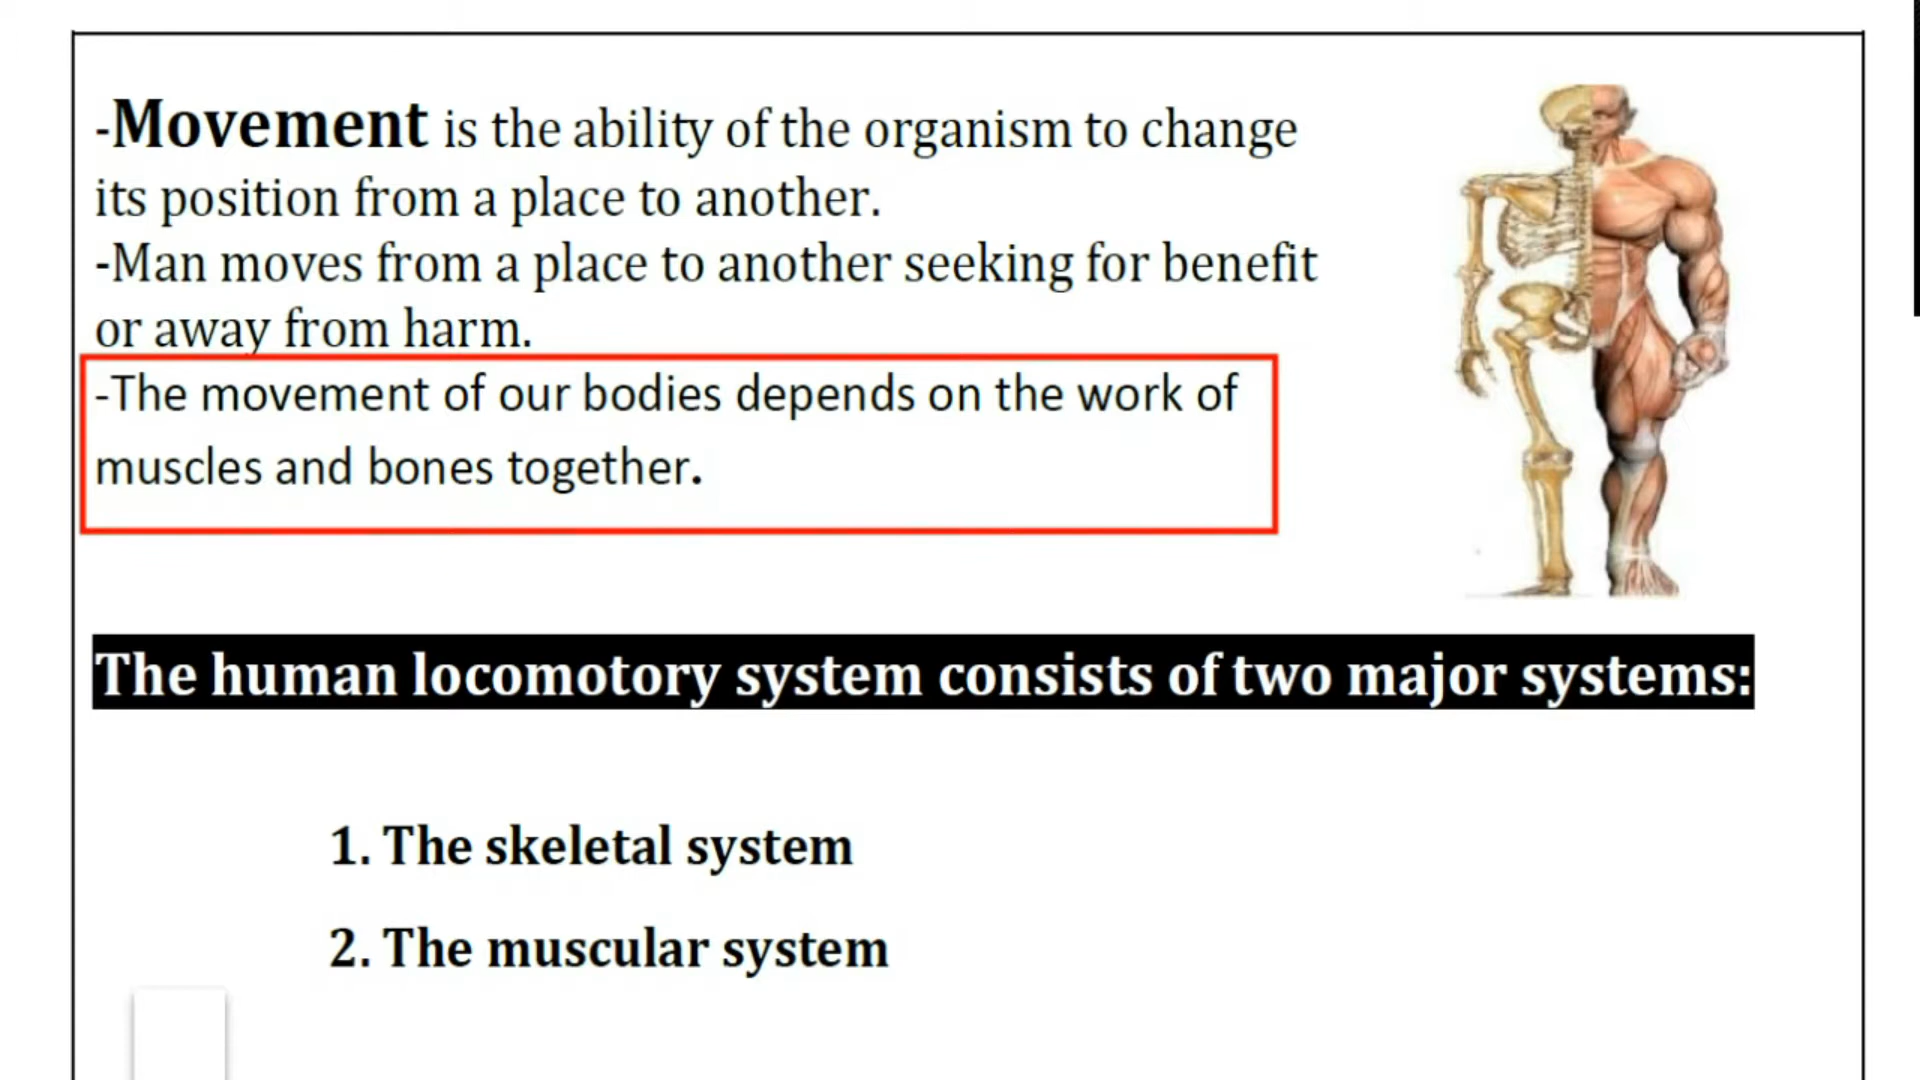 -Movement is the ability of the organism to change
its position from a place to another.
-Man moves from a place to another seeking for benefit
or away from harm.
-The movement of our bodies depends on the work of
muscles and bones together.
The human locomotory system consists of two major systems:
1. The skeletal system
2. The muscular system